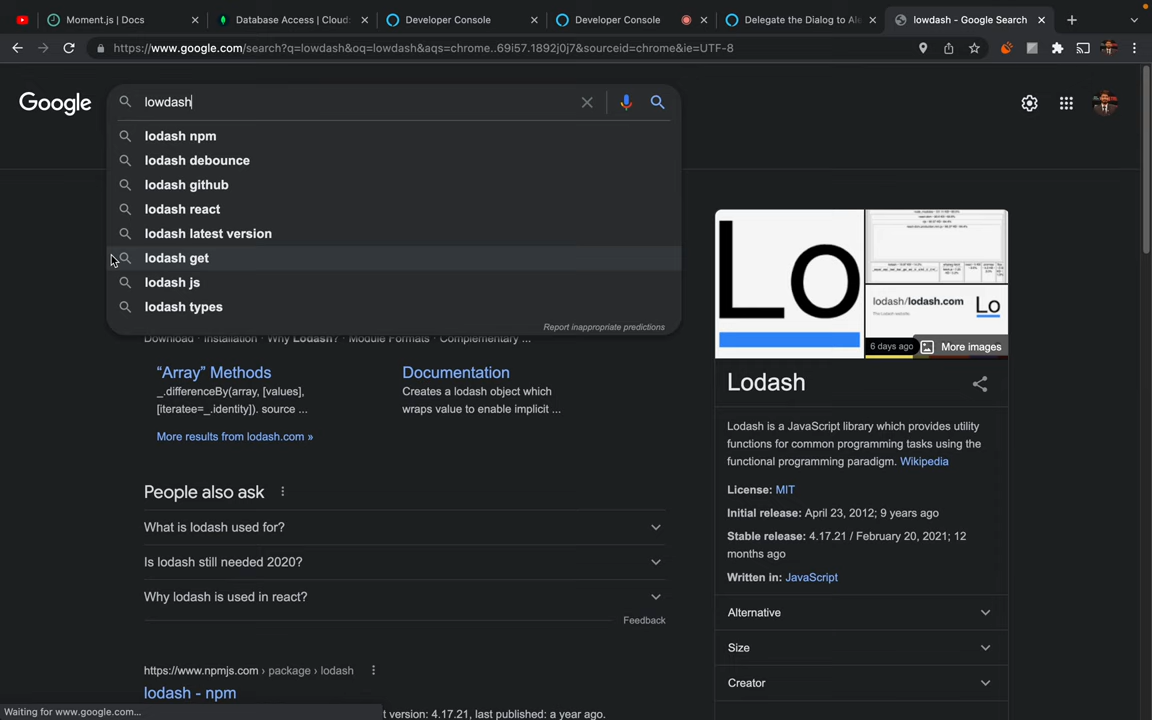 Moment.js | Docs
Database Access | Cloud:
Developer Console
Developer Console
Delegate the Dialog to Ale
lowdash - Google Search
https://www.google.com/search?q=lowdash&oq=lowdash&aqs=chrome..69i57.1892j0j7&sourceid=chrome&ie=UTF-8
Google
lowdash
lodash npm
lodash debounce
lodash github
lodash react
lodash latest version
lodash get
lodash js
lodash types
Report inappropriate predictions
Download · Installation · Why Lodash? · Module Formats · Complementary ...
“Array” Methods
_.differenceBy(array, [values],
[iteratee=_.identity]). source ...
Documentation
Creates a lodash object which
wraps value to enable implicit ...
More results from lodash.com »
People also ask
What is lodash used for?
Is lodash still needed 2020?
Why lodash is used in react?
Feedback
https://www.npmjs.com › package › lodash
lodash - npm
t version: 4.17.21, last published: a year ago.
Waiting for www.google.com...
Lo
lodash/lodash.com
The Lodash website.
Lo
6 days ago
More images
Lodash
Lodash is a JavaScript library which provides utility
functions for common programming tasks using the
functional programming paradigm. Wikipedia
License: MIT
Initial release: April 23, 2012; 9 years ago
Stable release: 4.17.21 / February 20, 2021; 12
months ago
Written in: JavaScript
Alternative
Size
Creator